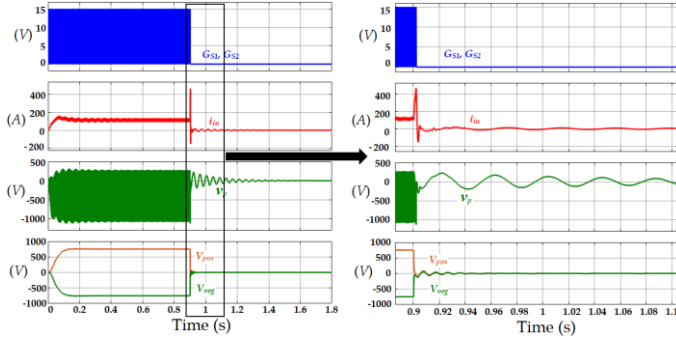 15
10
5
0
(V)
G_S1, G_S2
400
200
0
-200
(A)
i_in
500
0
-500
-1000
(V)
v_p
1000
500
0
-500
-1000
(V)
V_pos
V_neg
0 0.2 0.4 0.6 0.8 1 1.2 1.4 1.6 1.8
Time (s)
15
10
5
0
(V)
G_S1, G_S2
400
200
0
-200
(A)
i_in
500
0
-500
-1000
(V)
v_p
1000
500
0
-500
-1000
(V)
V_pos
V_neg
0.9 0.92 0.94 0.96 0.98 1 1.02 1.04 1.06 1.08 1.1
Time (s)